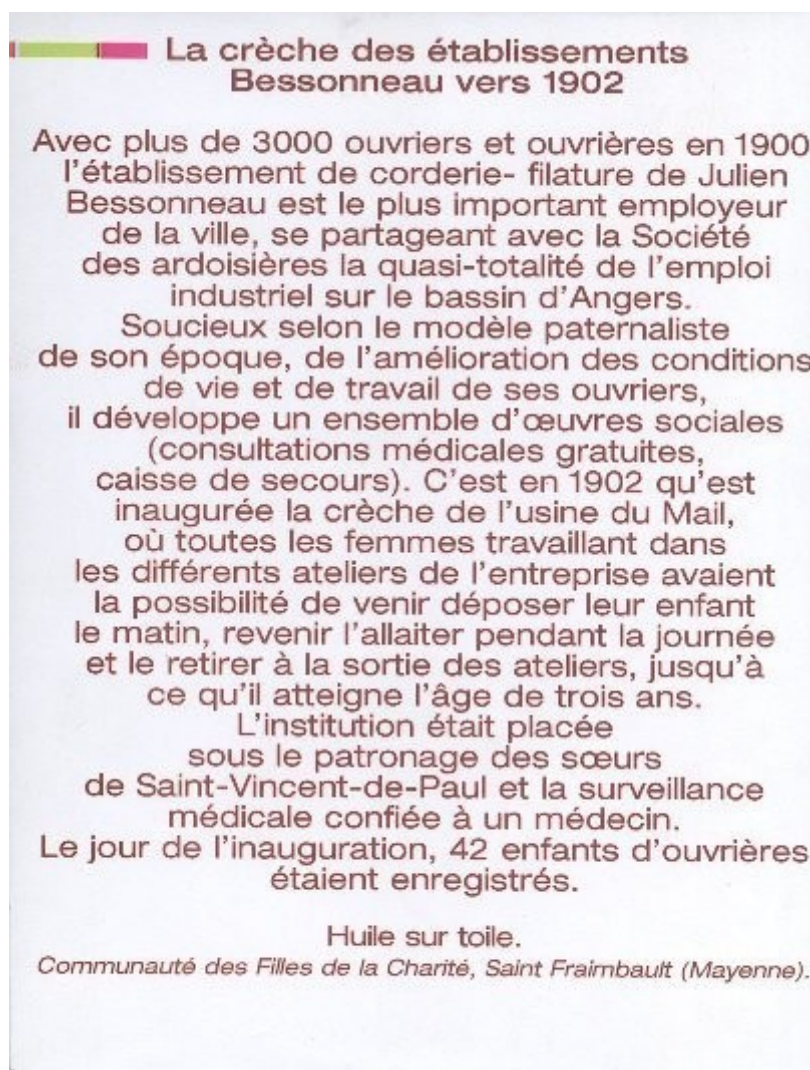 La crèche des établissements
Bessonneau vers 1902
Avec plus de 3000 ouvriers et ouvrières en 1900
l'établissement de corderie- filature de Julien
Bessonneau est le plus important employeur
de la ville, se partageant avec la Société
des ardoisières la quasi-totalité de l'emploi
industriel sur le bassin d'Angers.
Soucieux selon le modèle paternaliste
de son époque, de l'amélioration des conditions
de vie et de travail de ses ouvriers,
il développe un ensemble d'œuvres sociales
(consultations médicales gratuites,
caisse de secours). C'est en 1902 qu'est
inaugurée la crèche de l'usine du Mail,
où toutes les femmes travaillant dans
les différents ateliers de l'entreprise avaient
la possibilité de venir déposer leur enfant
le matin, revenir l'allaiter pendant la journée
et le retirer à la sortie des ateliers, jusqu'à
ce qu'il atteigne l'âge de trois ans.
L'institution était placée
sous le patronage des sœurs
de Saint-Vincent-de-Paul et la surveillance
médicale confiée à un médecin.
Le jour de l'inauguration, 42 enfants d'ouvrières
étaient enregistrés.
Huile sur toile.
Communauté des Filles de la Charité, Saint Fraimbault (Mayenne).